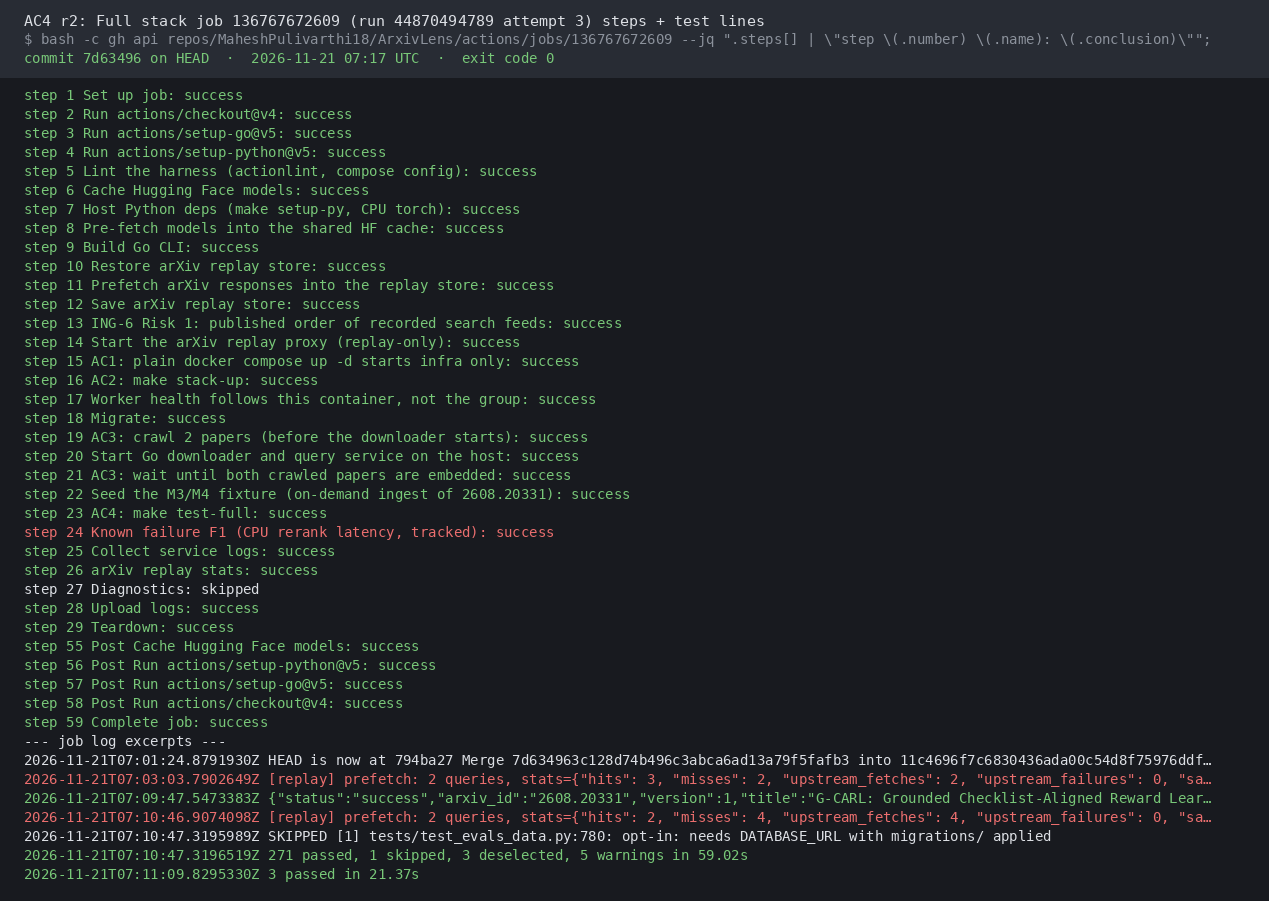 AC4 r2: Full stack job 136767672609 (run 44870494789 attempt 3) steps + test lines
$ bash -c gh api repos/MaheshPulivarthi18/ArxivLens/actions/jobs/136767672609 --jq ".steps[] | \"step \(.number) \(.name): \(.conclusion)\"";
commit 7d63496 on HEAD · 2026-11-21 07:17 UTC · exit code 0
step 1 Set up job: success
step 2 Run actions/checkout@v4: success
step 3 Run actions/setup-go@v5: success
step 4 Run actions/setup-python@v5: success
step 5 Lint the harness (actionlint, compose config): success
step 6 Cache Hugging Face models: success
step 7 Host Python deps (make setup-py, CPU torch): success
step 8 Pre-fetch models into the shared HF cache: success
step 9 Build Go CLI: success
step 10 Restore arXiv replay store: success
step 11 Prefetch arXiv responses into the replay store: success
step 12 Save arXiv replay store: success
step 13 ING-6 Risk 1: published order of recorded search feeds: success
step 14 Start the arXiv replay proxy (replay-only): success
step 15 AC1: plain docker compose up -d starts infra only: success
step 16 AC2: make stack-up: success
step 17 Worker health follows this container, not the group: success
step 18 Migrate: success
step 19 AC3: crawl 2 papers (before the downloader starts): success
step 20 Start Go downloader and query service on the host: success
step 21 AC3: wait until both crawled papers are embedded: success
step 22 Seed the M3/M4 fixture (on-demand ingest of 2608.20331): success
step 23 AC4: make test-full: success
step 24 Known failure F1 (CPU rerank latency, tracked): success
step 25 Collect service logs: success
step 26 arXiv replay stats: success
step 27 Diagnostics: skipped
step 28 Upload logs: success
step 29 Teardown: success
step 55 Post Cache Hugging Face models: success
step 56 Post Run actions/setup-python@v5: success
step 57 Post Run actions/setup-go@v5: success
step 58 Post Run actions/checkout@v4: success
step 59 Complete job: success
--- job log excerpts ---
2026-11-21T07:01:24.8791930Z HEAD is now at 794ba27 Merge 7d634963c128d74b496c3abca6ad13a79f5fafb3 into 11c4696f7c6830436ada00c54d8f75976ddf…
2026-11-21T07:03:03.7902649Z [replay] prefetch: 2 queries, stats={"hits": 3, "misses": 2, "upstream_fetches": 2, "upstream_failures": 0, "sa…
2026-11-21T07:09:47.5473383Z {"status":"success","arxiv_id":"2608.20331","version":1,"title":"G-CARL: Grounded Checklist-Aligned Reward Lear…
2026-11-21T07:10:46.9074098Z [replay] prefetch: 2 queries, stats={"hits": 2, "misses": 4, "upstream_fetches": 4, "upstream_failures": 0, "sa…
2026-11-21T07:10:47.3195989Z SKIPPED [1] tests/test_evals_data.py:780: opt-in: needs DATABASE_URL with migrations/ applied
2026-11-21T07:10:47.3196519Z 271 passed, 1 skipped, 3 deselected, 5 warnings in 59.02s
2026-11-21T07:11:09.8295330Z 3 passed in 21.37s